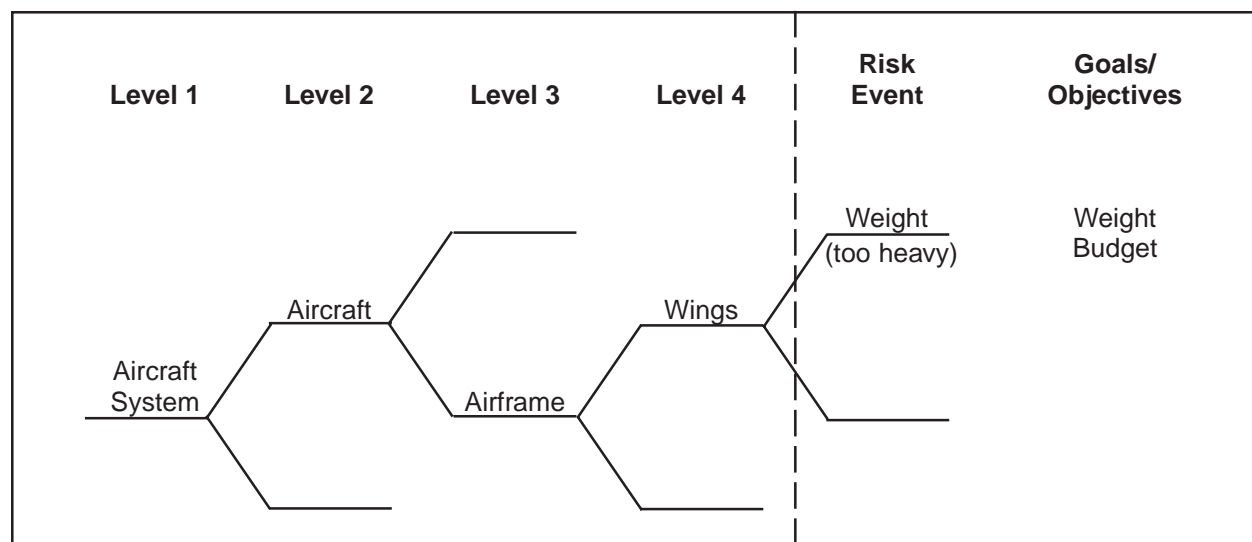 Level 1
Level 2
Level 3
Level 4
Risk
Event
Goals/
Objectives
Aircraft
System
Aircraft
Airframe
Wings
Weight
(too heavy)
Weight
Budget